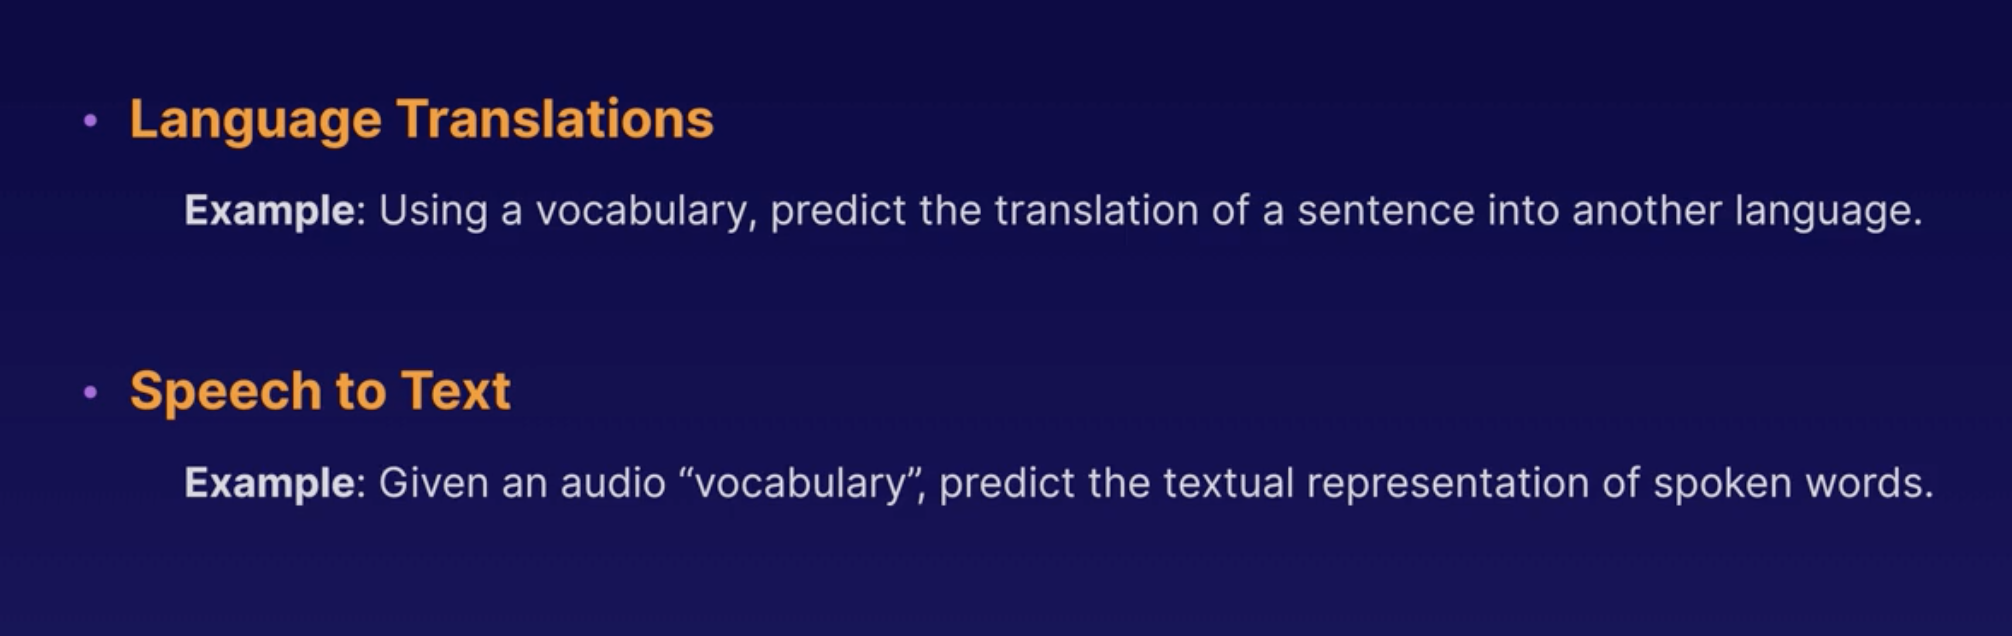 • Language Translations
Example: Using a vocabulary, predict the translation of a sentence into another language.
• Speech to Text
Example: Given an audio “vocabulary”, predict the textual representation of spoken words.